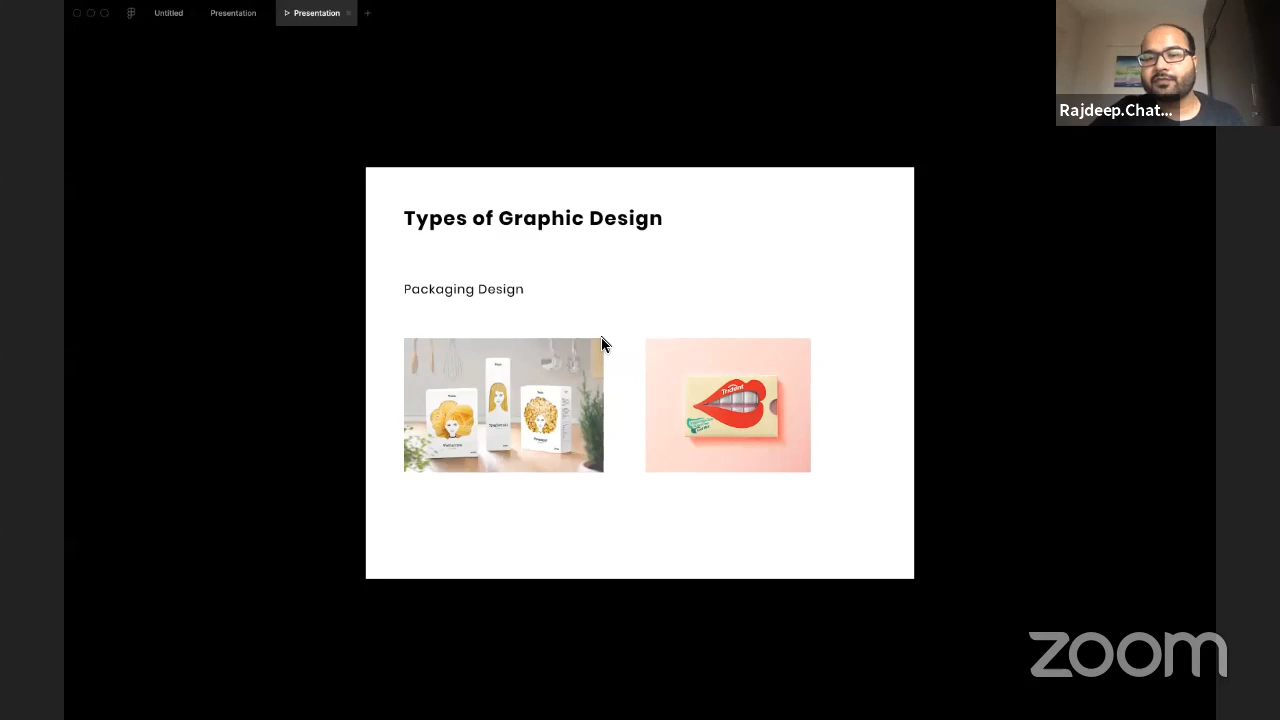 Untitled
Presentation
Presentation
Rajdeep.Chat...
Types of Graphic Design
Packaging Design
Trident
zoom